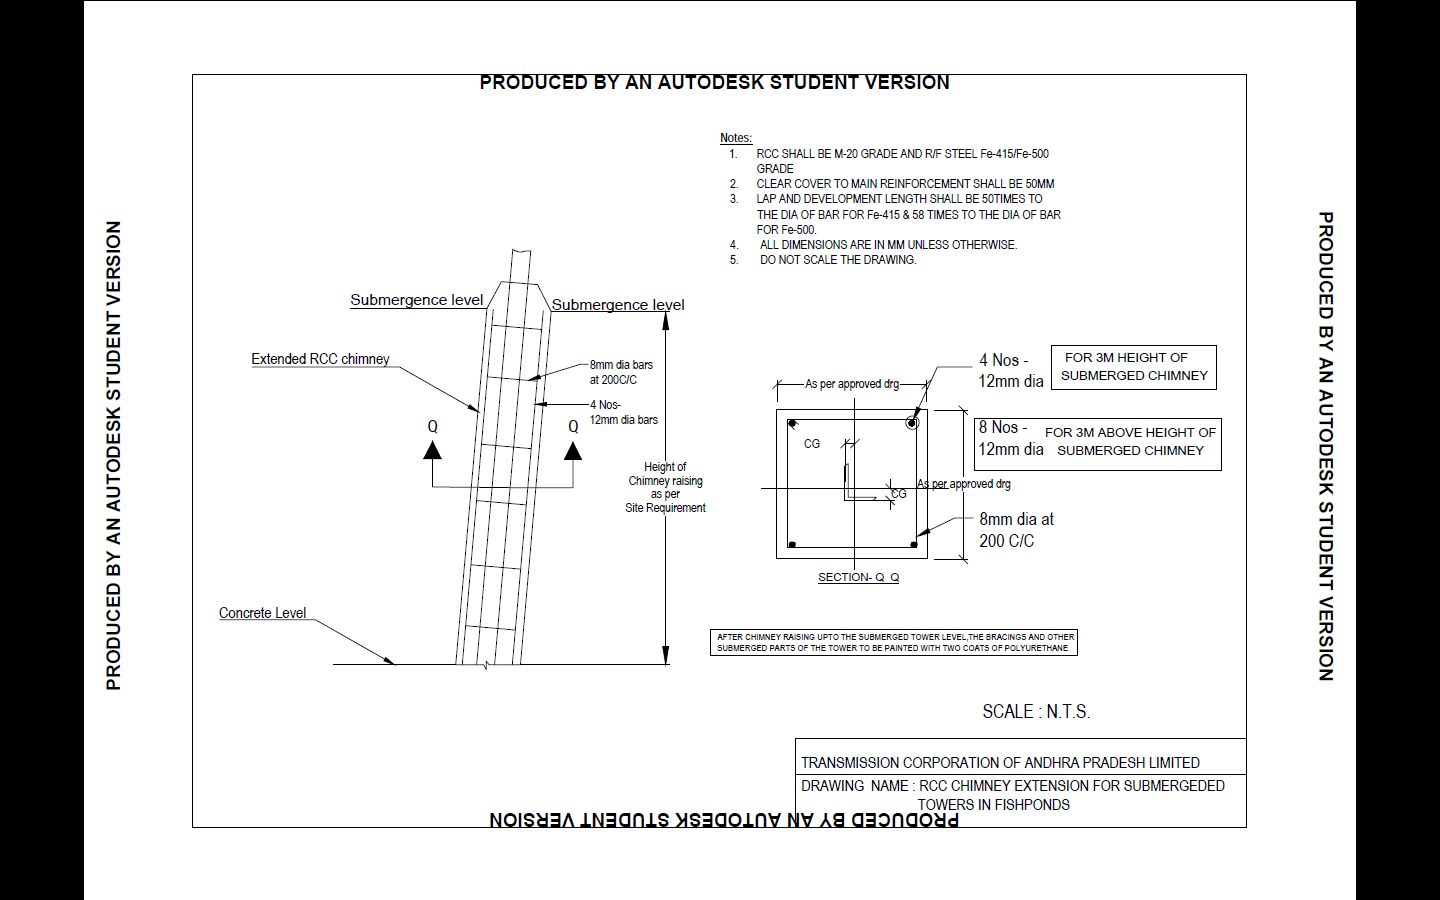 PRODUCED BY AN AUTODESK STUDENT VERSION
PRODUCED BY AN AUTODESK STUDENT VERSION
PRODUCED BY AN AUTODESK STUDENT VERSION
Notes:
1. RCC SHALL BE M-20 GRADE AND R/F STEEL Fe-415/Fe-500
GRADE
2. CLEAR COVER TO MAIN REINFORCEMENT SHALL BE 50MM
3. LAP AND DEVELOPMENT LENGTH SHALL BE 50TIMES TO
THE DIA OF BAR FOR Fe-415 & 58 TIMES TO THE DIA OF BAR
FOR Fe-500.
4. ALL DIMENSIONS ARE IN MM UNLESS OTHERWISE.
5. DO NOT SCALE THE DRAWING.
Submergence level
Submergence level
Extended RCC chimney
8mm dia bars
at 200C/C
4 Nos-
12mm dia bars
Q
Q
Height of
Chimney raising
as per
Site Requirement
Concrete Level
As per approved drg
4 Nos -
12mm dia
FOR 3M HEIGHT OF
SUBMERGED CHIMNEY
8 Nos -
12mm dia
FOR 3M ABOVE HEIGHT OF
SUBMERGED CHIMNEY
CG
CG
As per approved drg
8mm dia at
200 C/C
SECTION- Q Q
AFTER CHIMNEY RAISING UPTO THE SUBMERGED TOWER LEVEL,THE BRACINGS AND OTHER
SUBMERGED PARTS OF THE TOWER TO BE PAINTED WITH TWO COATS OF POLYURETHANE
SCALE : N.T.S.
TRANSMISSION CORPORATION OF ANDHRA PRADESH LIMITED
DRAWING NAME : RCC CHIMNEY EXTENSION FOR SUBMERGEDED
TOWERS IN FISHPONDS
PRODUCED BY AN AUTODESK STUDENT VERSION